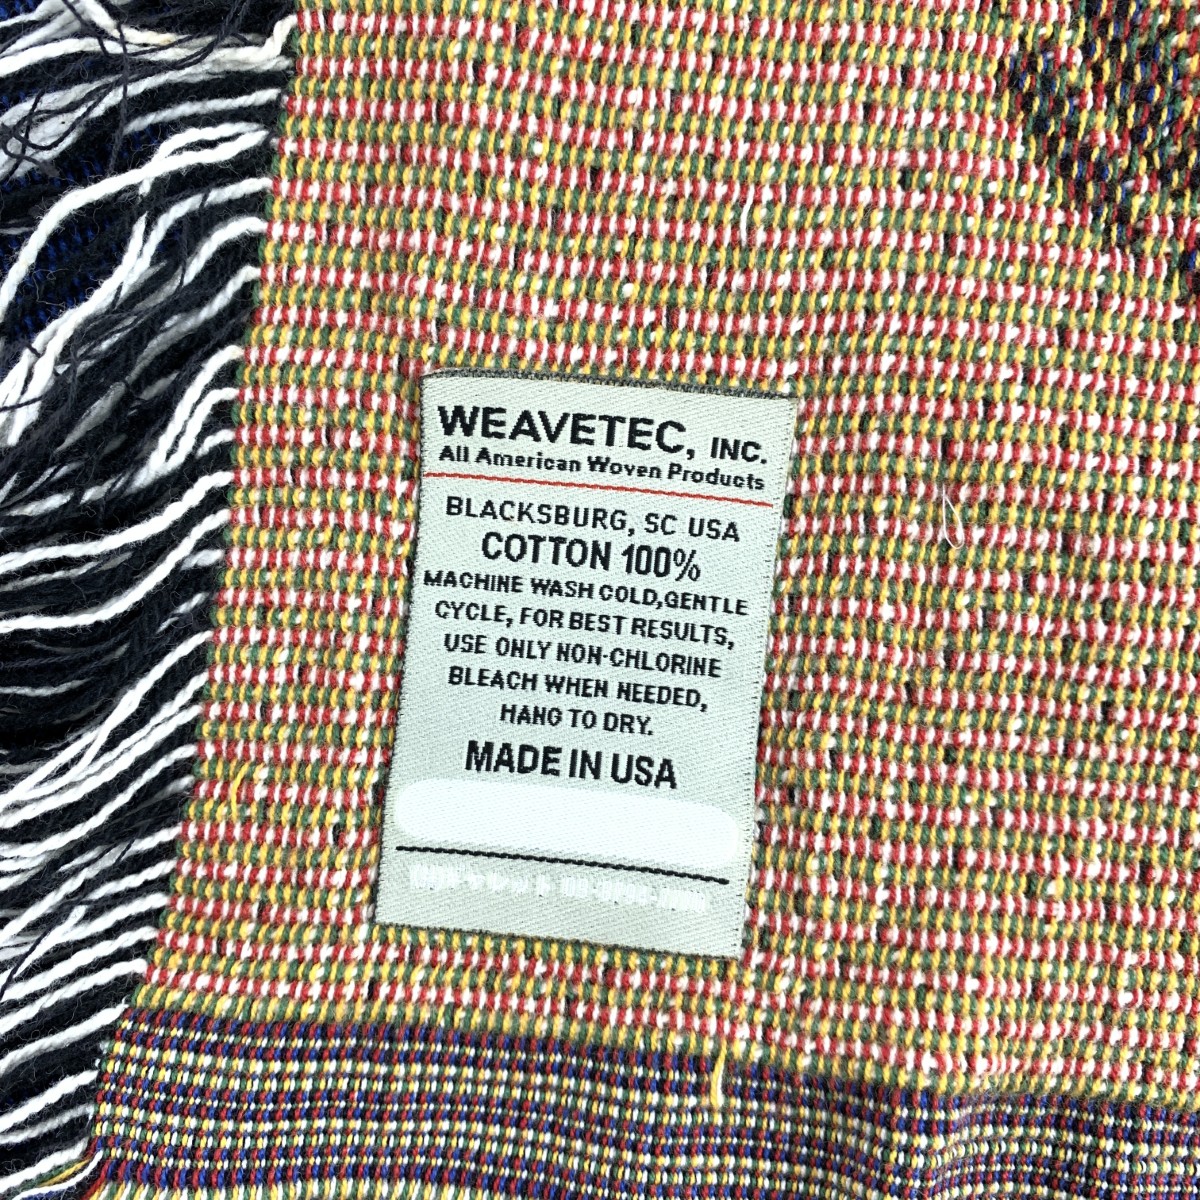 WEAVETEC, INC.
All American Woven Products
BLACKSBURG, SC USA
COTTON 100%
MACHINE WASH COLD,GENTLE
CYCLE, FOR BEST RESULTS,
USE ONLY NON-CHLORINE
BLEACH WHEN NEEDED,
HANG TO DRY.
MADE IN USA